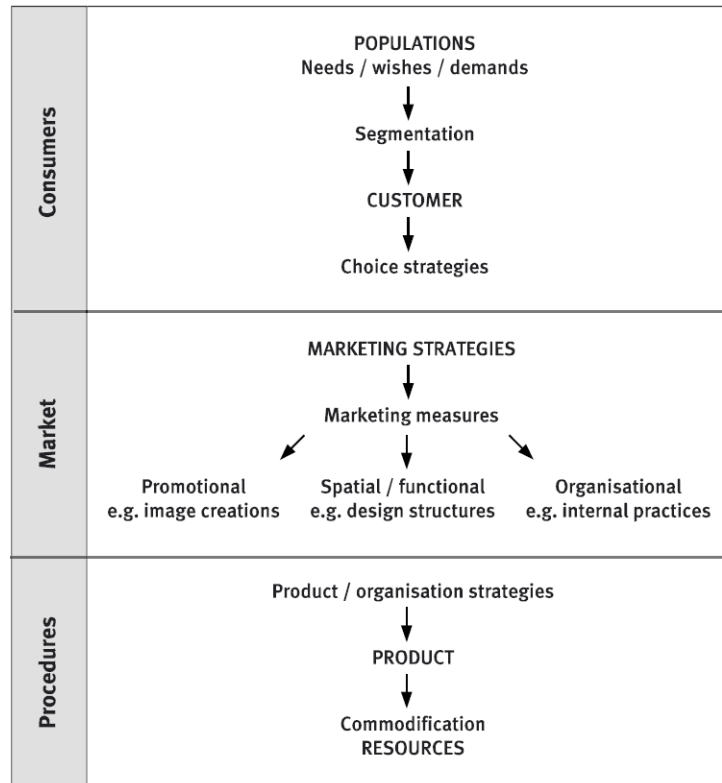 Consumers
POPULATIONS
Needs / wishes / demands
Segmentation
CUSTOMER
Choice strategies
Market
MARKETING STRATEGIES
Marketing measures
Promotional
e.g. image creations
Spatial / functional
e.g. design structures
Organisational
e.g. internal practices
Procedures
Product / organisation strategies
PRODUCT
Commodification
RESOURCES